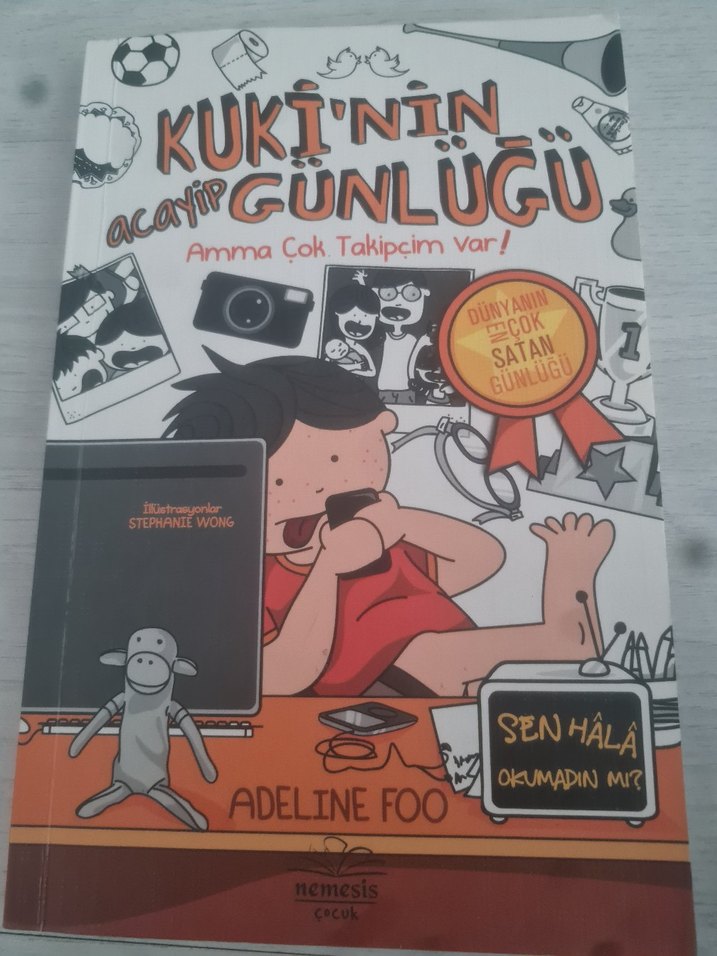 KUKİ'NİN
acayip GÜNLÜĞÜ
Amma Çok Takipçim var!
DÜNYANIN
EN ÇOK
SATAN
GÜNLÜĞÜ
1
İllüstrasyonlar
STEPHANIE WONG
SEN HÂLÂ
OKUMADIN MI?
ADELINE FOO
nemesis
çocuk